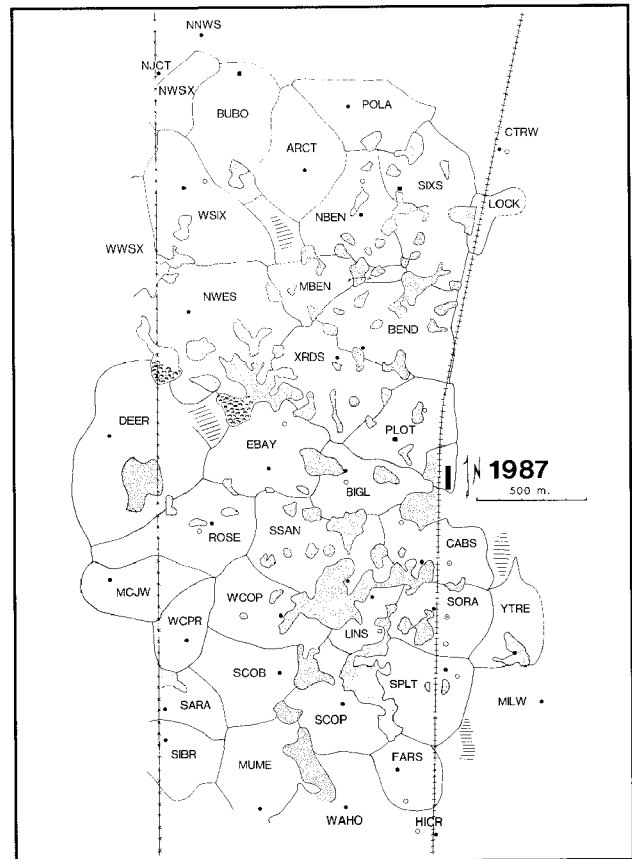 NNWS
NJCT
NWSX
BUBO
POLA
CTRW
ARCT
SIXS
WSIX
NBEN
LOCK
WWSX
MBEN
NWES
BEND
XRDS
DEER
PLOT
EBAY
N 1987
500 m.
BIGL
ROSE
SSAN
CABS
MCJW
WCOP
SORA
YTRE
WCPR
LINS
SCOB
SPLT
SARA
SCOP
MILW
SIBR
MUME
FARS
WAHO
HICR